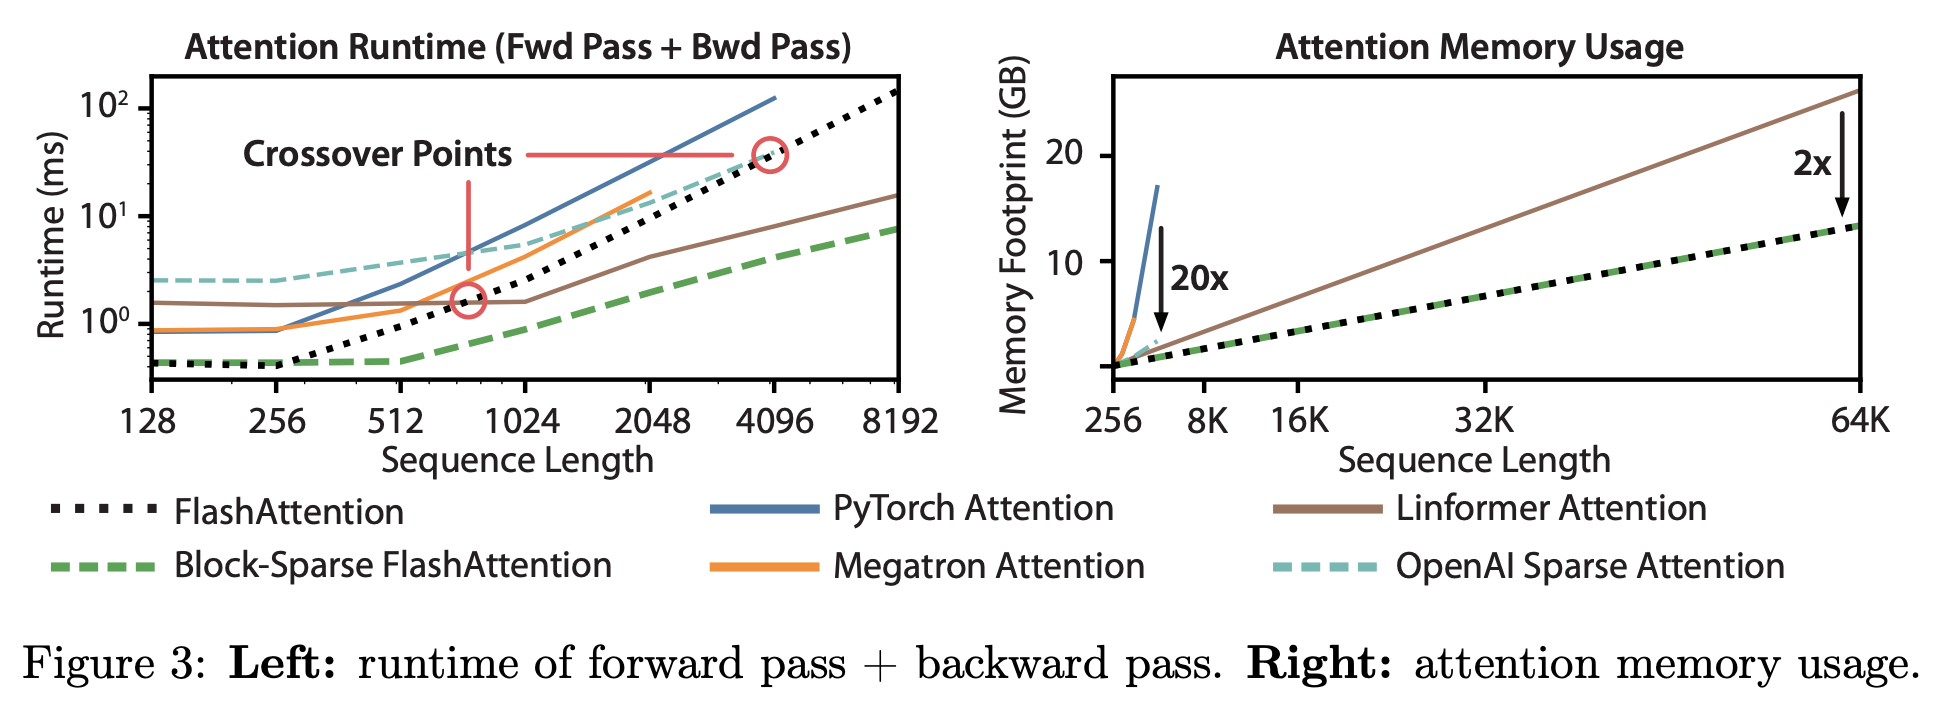 Attention Runtime (Fwd Pass + Bwd Pass)
Runtime (ms)
10²
10¹
10⁰
Crossover Points
128 256 512 1024 2048 4096 8192
Sequence Length
Attention Memory Usage
Memory Footprint (GB)
20
10
20x
2x
256 8K 16K 32K 64K
Sequence Length
FlashAttention
PyTorch Attention
Linformer Attention
Block-Sparse FlashAttention
Megatron Attention
OpenAI Sparse Attention
Figure 3: Left: runtime of forward pass + backward pass. Right: attention memory usage.